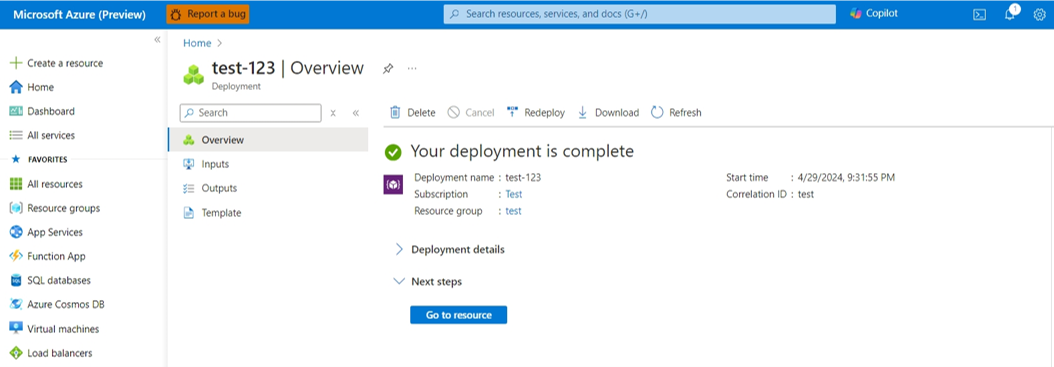 Microsoft Azure (Preview) Report a bug Search resources, services, and docs (G+/) Copilot 1
Create a resource
Home
Dashboard
All services
FAVORITES
All resources
Resource groups
App Services
Function App
SQL databases
Azure Cosmos DB
Virtual machines
Load balancers
Home >
test-123 | Overview
Deployment
Search
Overview
Inputs
Outputs
Template
Delete Cancel Redeploy Download Refresh
Your deployment is complete
Deployment name : test-123
Subscription : Test
Resource group : test
Start time : 4/29/2024, 9:31:55 PM
Correlation ID : test
Deployment details
Next steps
Go to resource